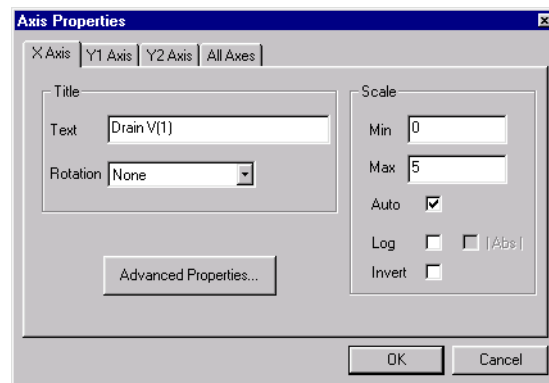 Axis Properties
X Axis Y1 Axis Y2 Axis All Axes
Title
Text Drain V(1)
Rotation None
Advanced Properties...
Scale
Min 0
Max 5
Auto
Log |Abs|
Invert
OK Cancel